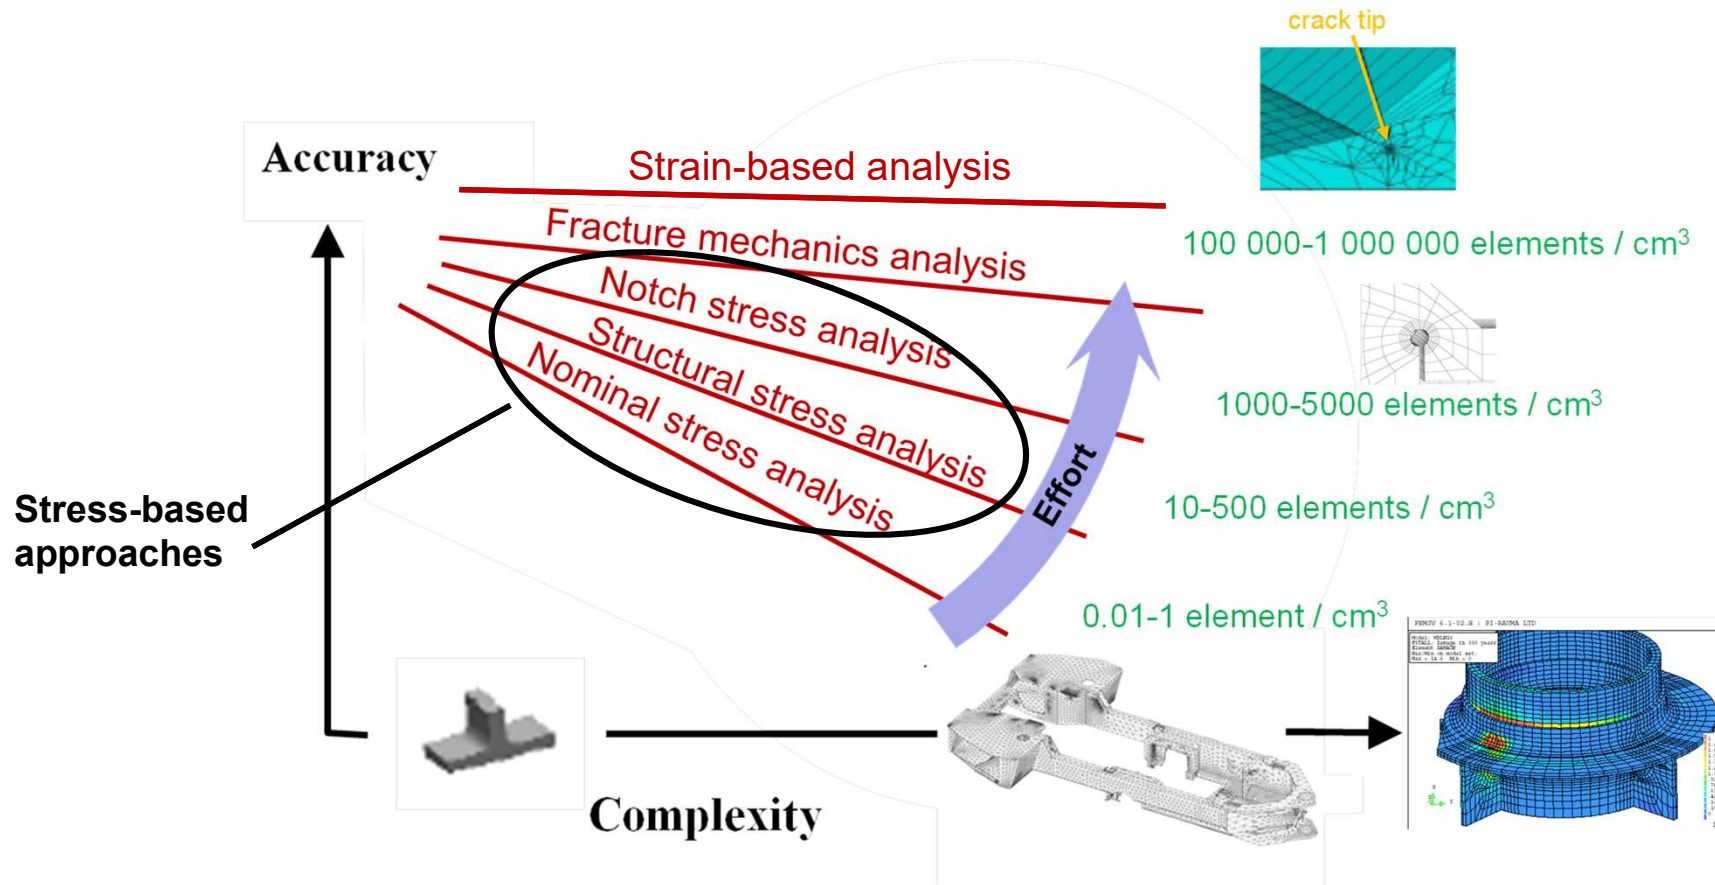 crack tip
Accuracy
Strain-based analysis
Fracture mechanics analysis
100 000-1 000 000 elements / cm³
Notch stress analysis
Structural stress analysis
Nominal stress analysis
1000-5000 elements / cm³
Effort
Stress-based
approaches
10-500 elements / cm³
0.01-1 element / cm³
Complexity